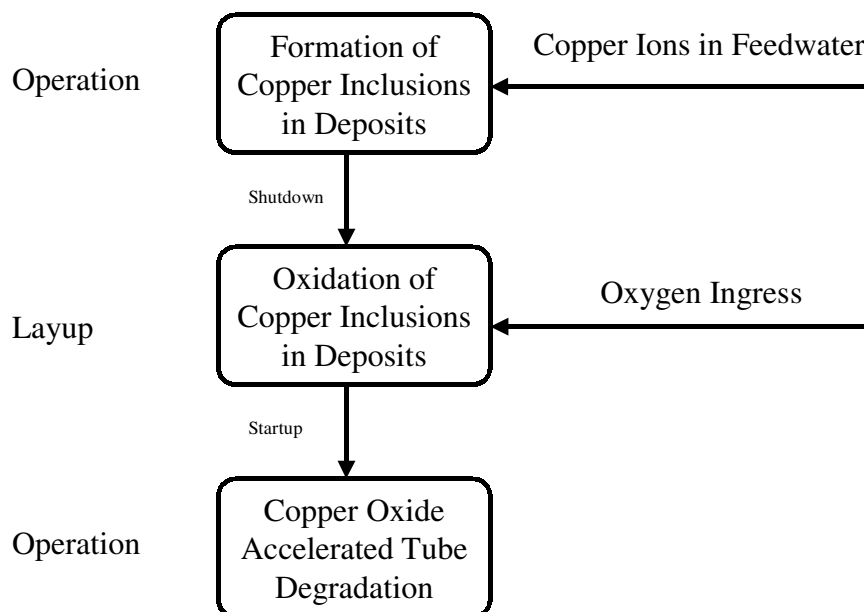 Formation of
Copper Inclusions
in Deposits
Copper Ions in Feedwater
Operation
Shutdown
Oxidation of
Copper Inclusions
in Deposits
Oxygen Ingress
Layup
Startup
Copper Oxide
Accelerated Tube
Degradation
Operation